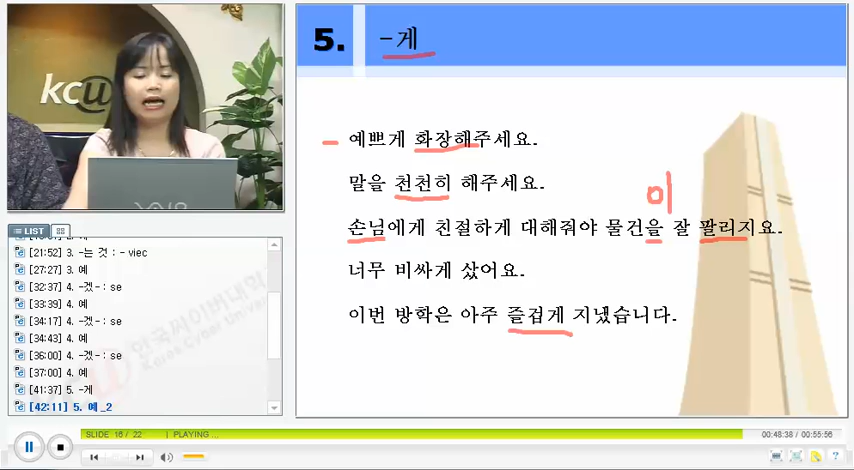 kcu
5. -게
예쁘게 화장해주세요.
말을 천천히 해주세요.
이
손님에게 친절하게 대해줘야 물건을 잘 팔리지요.
너무 비싸게 샀어요.
이번 방학은 아주 즐겁게 지냈습니다.
LIST
[21:52] 3. -는 것 : - viec
[27:27] 3. 예
[32:37] 4. -겠- : se
[33:39] 4. 예
[34:17] 4. -겠- : se
[34:43] 4. 예
[36:00] 4. -겠- : se
[37:00] 4. 예
[41:37] 5. -게
[42:11] 5. 예 _2
SLIDE 16 / 22 | PLAYING ...
00:48:38 / 00:55:56